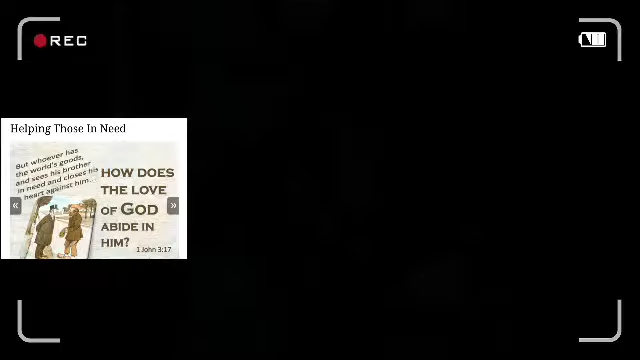 REC
Helping Those In Need
But whoever has
the world's goods,
and sees his brother
in need and closes his
heart against him...
HOW DOES
THE LOVE
OF GOD
ABIDE IN
HIM?
1 John 3:17
«
»